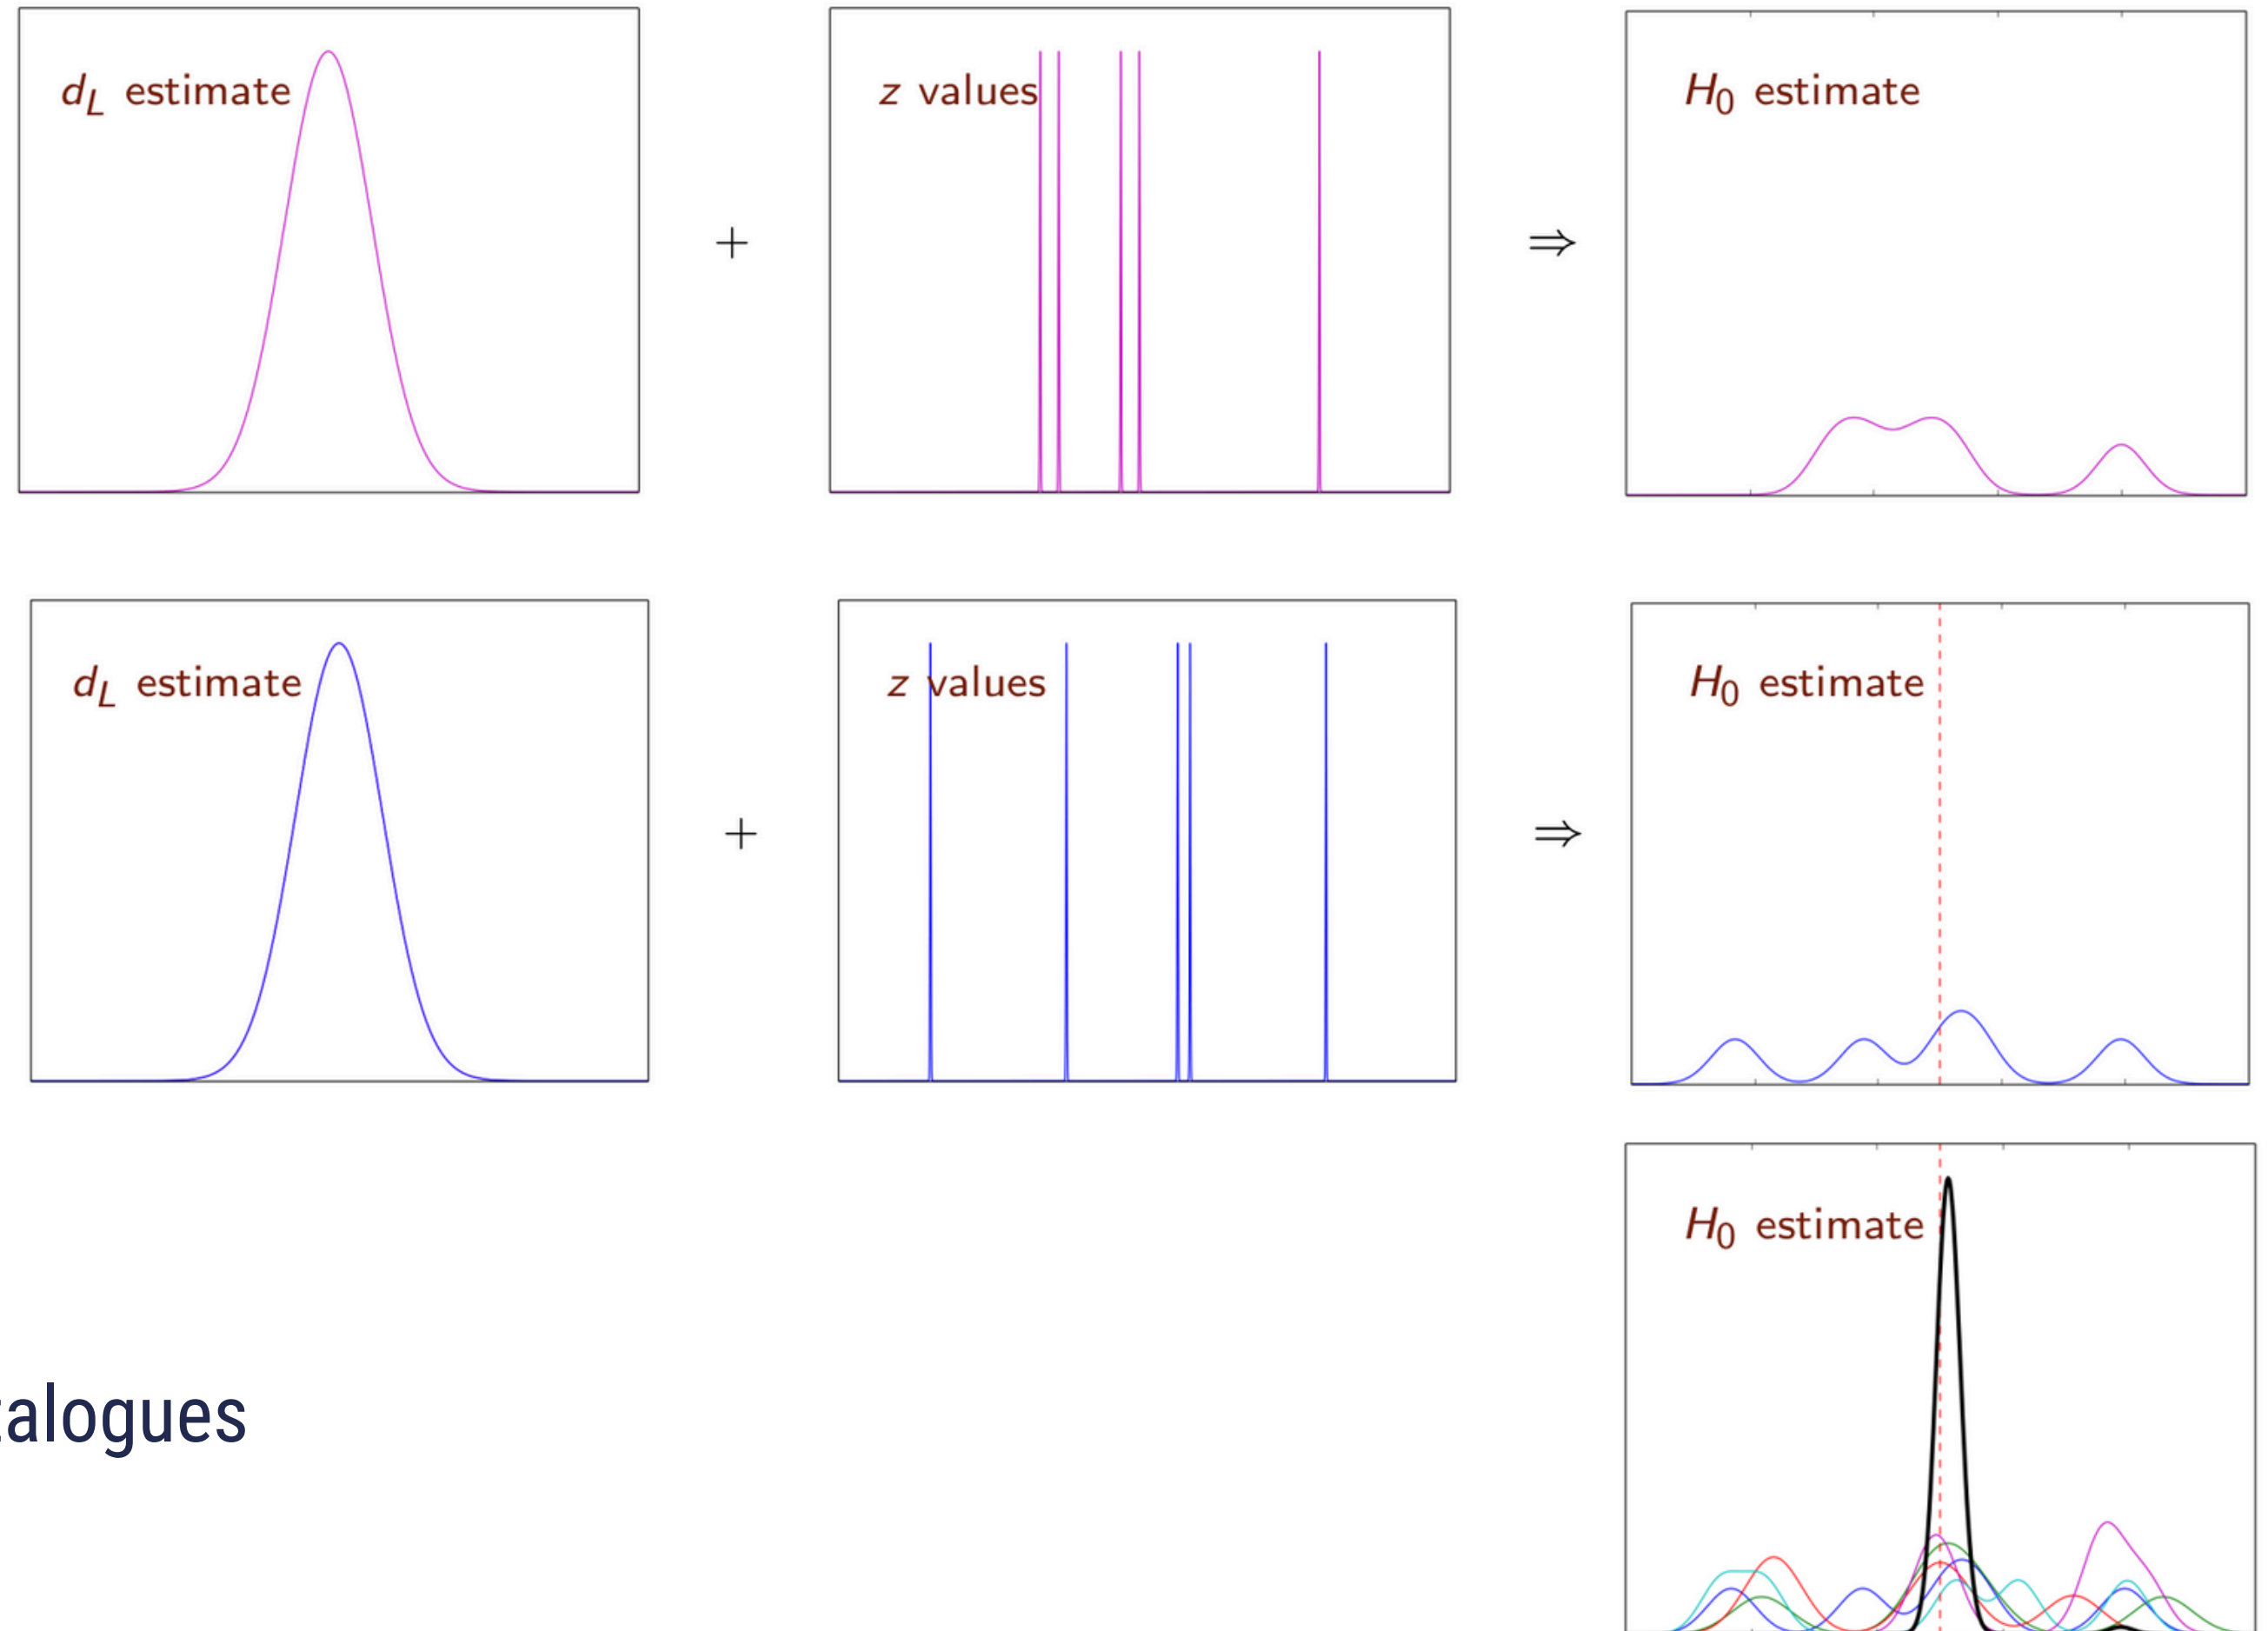 d_L estimate
+
z values
⇒
H_0 estimate
d_L estimate
+
z values
⇒
H_0 estimate
H_0 estimate
alogues